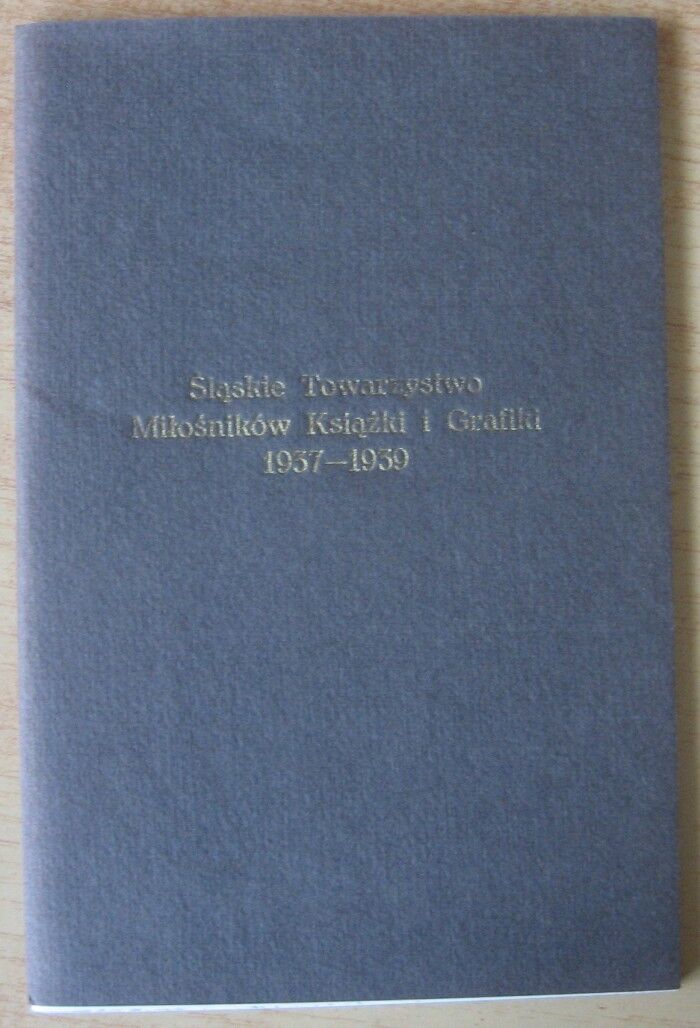 Śląskie Towarzystwo
Miłośników Książki i Grafiki
1937—1939